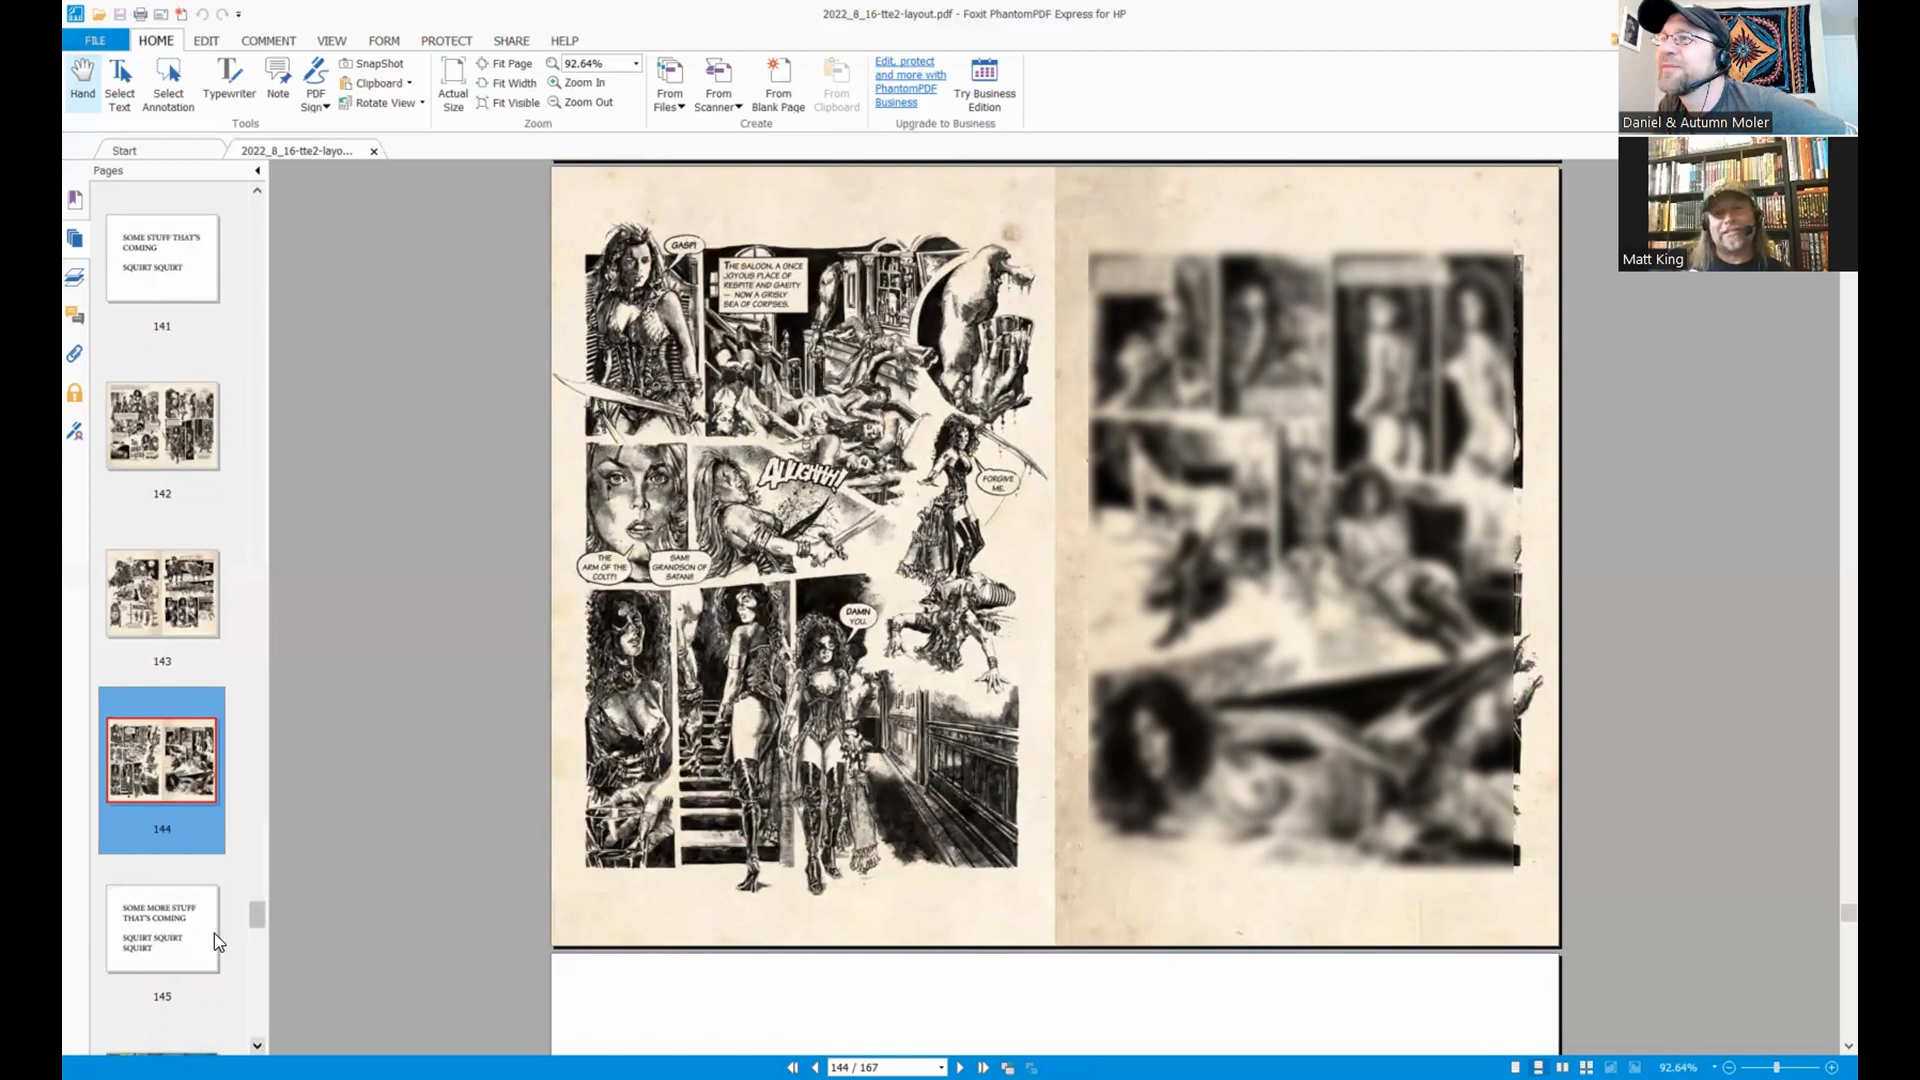 2022_8_16-tte2-layout.pdf - Foxit PhantomPDF Express for HP
FILE
HOME
EDIT
COMMENT
VIEW
FORM
PROTECT
SHARE
HELP
Hand
Select
Text
Select
Annotation
Typewriter
Note
PDF
Sign
SnapShot
Clipboard
Rotate View
Tools
Actual
Size
Fit Page
Fit Width
Fit Visible
92.64%
Zoom In
Zoom Out
Zoom
From
Files
From
Scanner
From
Blank Page
From
Clipboard
Create
Edit, protect
and more with
PhantomPDF
Business
Try Business
Edition
Upgrade to Business
Daniel & Autumn Moler
Matt King
Start
2022_8_16-tte2-layo...
Pages
SOME STUFF THAT'S
COMING
SQUIRT SQUIRT
141
142
143
144
SOME MORE STUFF
THAT'S COMING
SQUIRT SQUIRT
SQUIRT
145
GASP!
THE SALOON, A ONCE
JOYOUS PLACE OF
RESPITE AND GAEITY
— NOW A GRISLY
SEA OF CORPSES.
AUUGHHH!
FORGIVE
ME.
THE
ARM OF THE
COLT?!
SAM!
GRANDSON OF
SATAN!!
DAMN
YOU.
144 / 167
92.64%